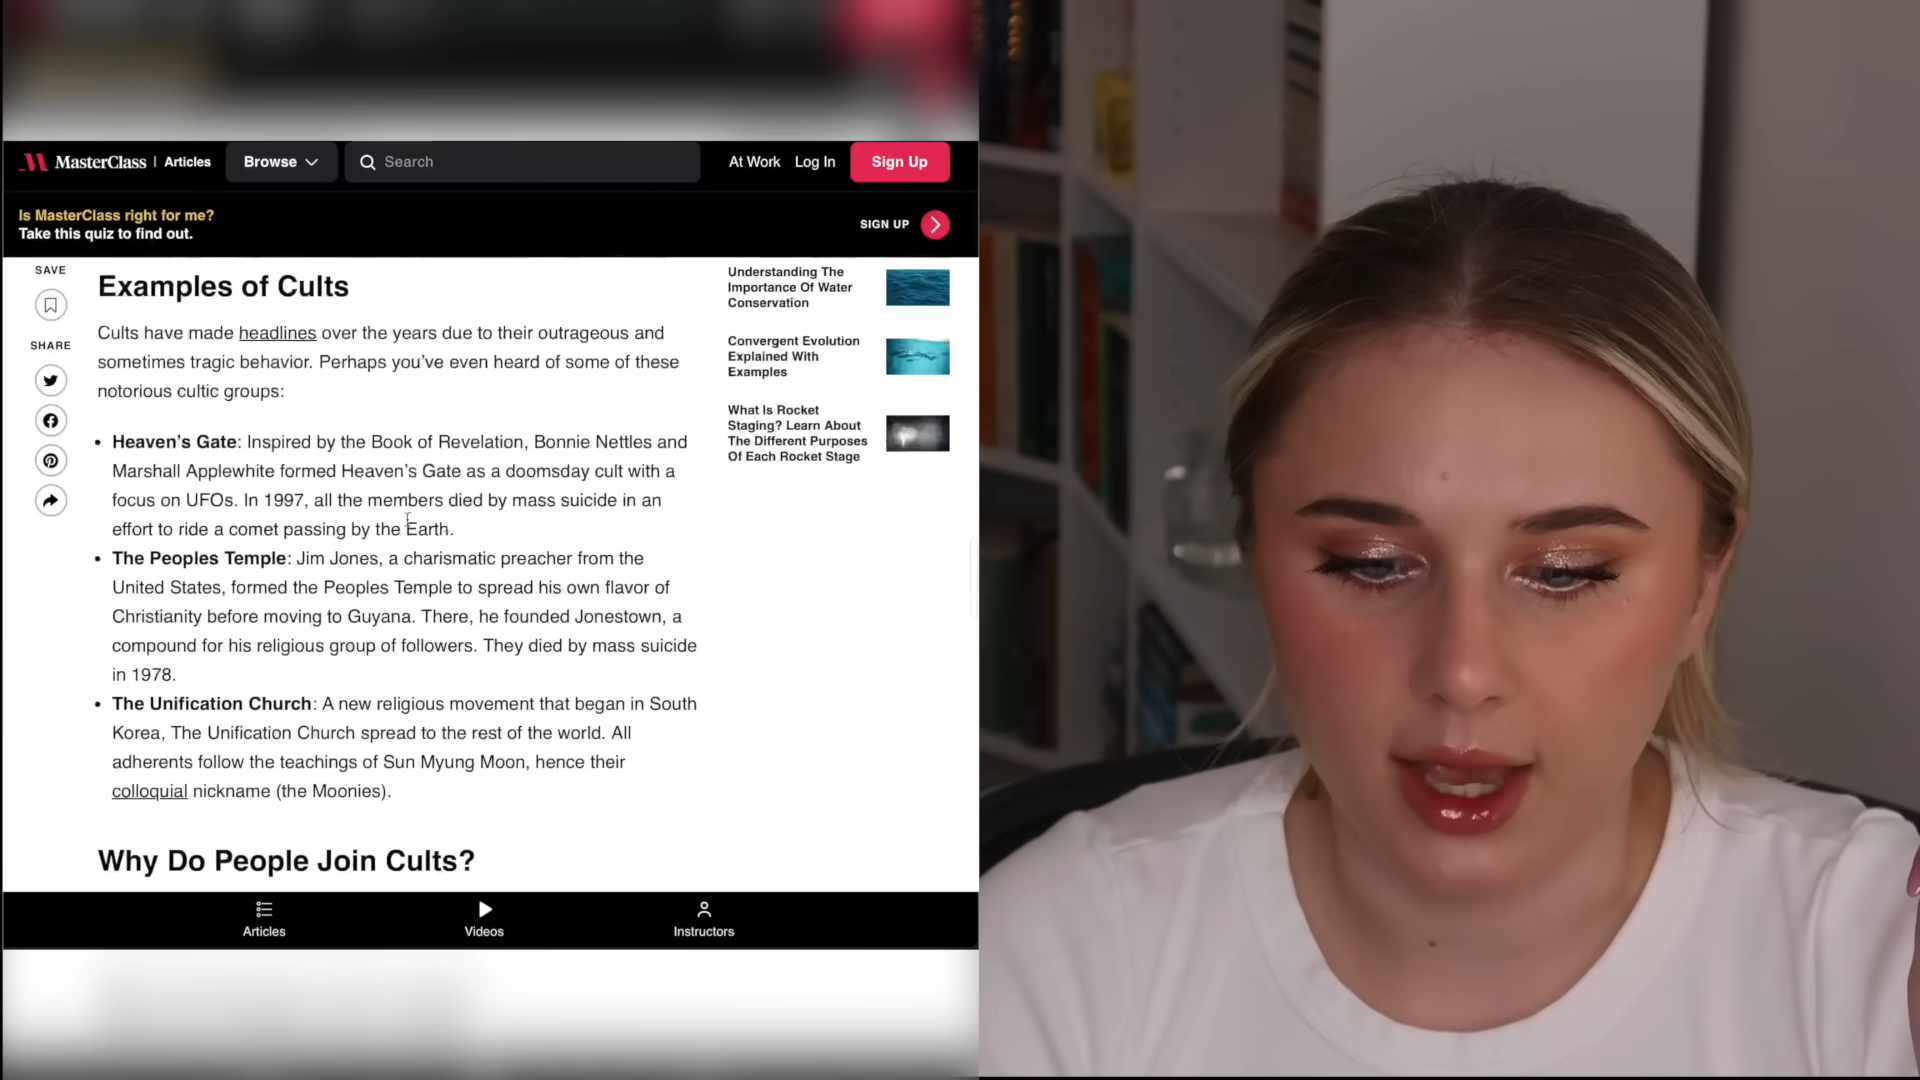 MasterClass | Articles
Browse
Search
At Work
Log In
Sign Up
Is MasterClass right for me?
Take this quiz to find out.
SIGN UP
SAVE
SHARE
Examples of Cults
Cults have made headlines over the years due to their outrageous and
sometimes tragic behavior. Perhaps you’ve even heard of some of these
notorious cultic groups:
• Heaven’s Gate: Inspired by the Book of Revelation, Bonnie Nettles and
Marshall Applewhite formed Heaven’s Gate as a doomsday cult with a
focus on UFOs. In 1997, all the members died by mass suicide in an
effort to ride a comet passing by the Earth.
• The Peoples Temple: Jim Jones, a charismatic preacher from the
United States, formed the Peoples Temple to spread his own flavor of
Christianity before moving to Guyana. There, he founded Jonestown, a
compound for his religious group of followers. They died by mass suicide
in 1978.
• The Unification Church: A new religious movement that began in South
Korea, The Unification Church spread to the rest of the world. All
adherents follow the teachings of Sun Myung Moon, hence their
colloquial nickname (the Moonies).
Why Do People Join Cults?
Understanding The
Importance Of Water
Conservation
Convergent Evolution
Explained With
Examples
What Is Rocket
Staging? Learn About
The Different Purposes
Of Each Rocket Stage
Articles
Videos
Instructors